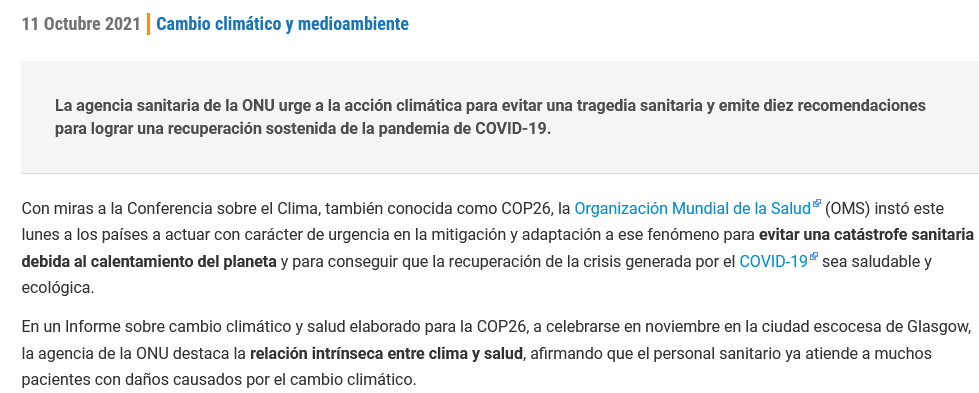 11 Octubre 2021 | Cambio climático y medioambiente
La agencia sanitaria de la ONU urge a la acción climática para evitar una tragedia sanitaria y emite diez recomendaciones
para lograr una recuperación sostenida de la pandemia de COVID-19.
Con miras a la Conferencia sobre el Clima, también conocida como COP26, la Organización Mundial de la Salud (OMS) instó este
lunes a los países a actuar con carácter de urgencia en la mitigación y adaptación a ese fenómeno para evitar una catástrofe sanitaria
debida al calentamiento del planeta y para conseguir que la recuperación de la crisis generada por el COVID-19 sea saludable y
ecológica.
En un Informe sobre cambio climático y salud elaborado para la COP26, a celebrarse en noviembre en la ciudad escocesa de Glasgow,
la agencia de la ONU destaca la relación intrínseca entre clima y salud, afirmando que el personal sanitario ya atiende a muchos
pacientes con daños causados por el cambio climático.